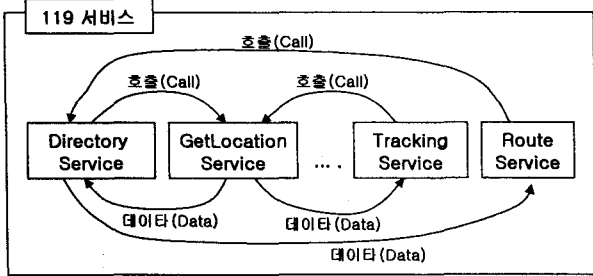 119 서비스
호출(Call)
호출(Call)
호출(Call)
Directory
Service
GetLocation
Service
....
Tracking
Service
Route
Service
데이타(Data)
데이타(Data)
데이타(Data)